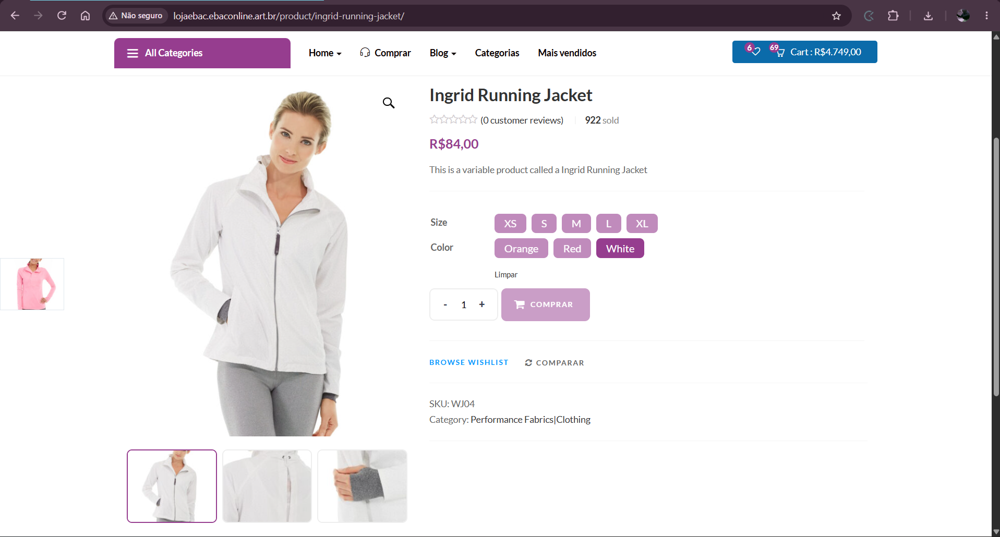 Não seguro
lojaebac.ebaconline.art.br/product/ingrid-running-jacket/
All Categories
Home
Comprar
Blog
Categorias
Mais vendidos
6
69
Cart : R$4.749,00
Ingrid Running Jacket
(0 customer reviews)
922 sold
R$84,00
This is a variable product called a Ingrid Running Jacket
Size
XS
S
M
L
XL
Color
Orange
Red
White
Limpar
- 1 +
COMPRAR
BROWSE WISHLIST
COMPARAR
SKU: WJ04
Category: Performance Fabrics|Clothing